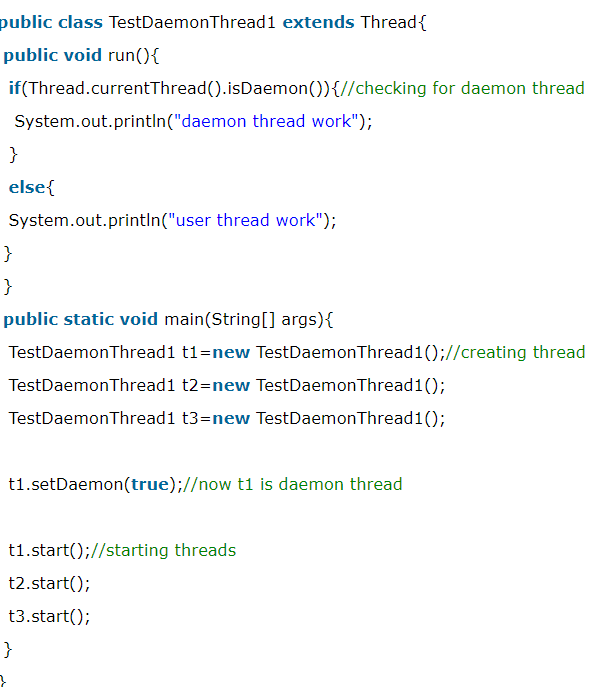 public class TestDaemonThread1 extends Thread{
public void run(){
if(Thread.currentThread().isDaemon()){//checking for daemon thread
System.out.println("daemon thread work");
}
else{
System.out.println("user thread work");
}
}
public static void main(String[] args){
TestDaemonThread1 t1=new TestDaemonThread1();//creating thread
TestDaemonThread1 t2=new TestDaemonThread1();
TestDaemonThread1 t3=new TestDaemonThread1();
t1.setDaemon(true);//now t1 is daemon thread
t1.start();//starting threads
t2.start();
t3.start();
}
}